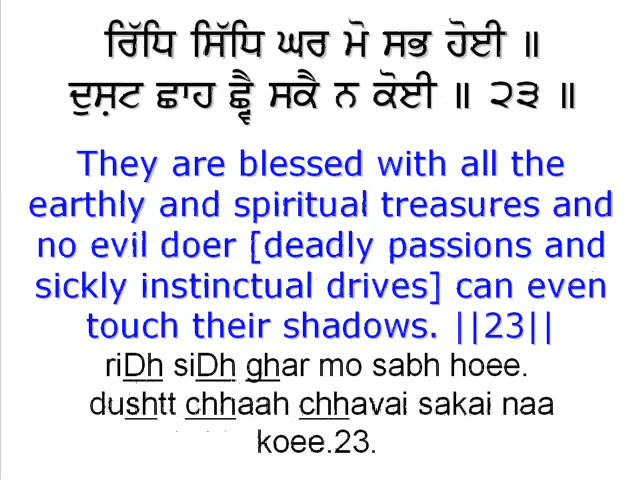 ਰਿੱਧਿ ਸਿੱਧਿ ਘਰ ਮੋ ਸਭ ਹੋਈ ॥
ਦੁਸ਼ਟ ਛਾਹ ਛ੍ਵੈ ਸਕੈ ਨ ਕੋਈ ॥ ੨੩ ॥
They are blessed with all the
earthly and spiritual treasures and
no evil doer [deadly passions and
sickly instinctual drives] can even
touch their shadows. ||23||
riDh siDh ghar mo sabh hoee.
dushtt chhaah chhavai sakai naa
koee.23.